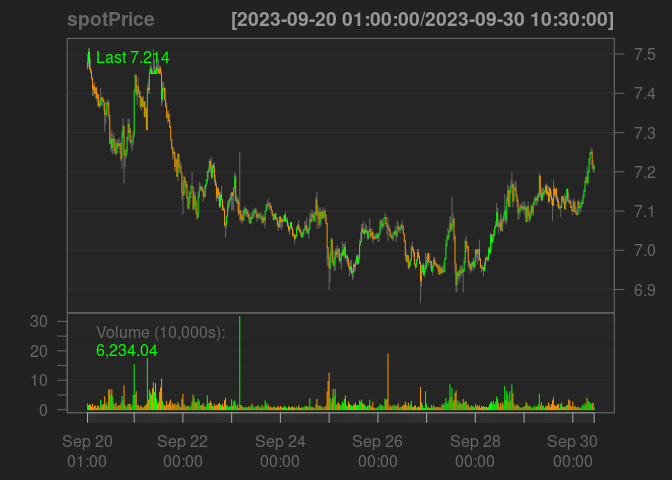 spotPrice [2023-09-20 01:00:00/2023-09-30 10:30:00]
Last 7.214
7.5
7.4
7.3
7.2
7.1
7.0
6.9
Volume (10,000s):
6,234.04
30
20
10
0
Sep 20 Sep 22 Sep 24 Sep 26 Sep 28 Sep 30
01:00 00:00 00:00 00:00 00:00 00:00